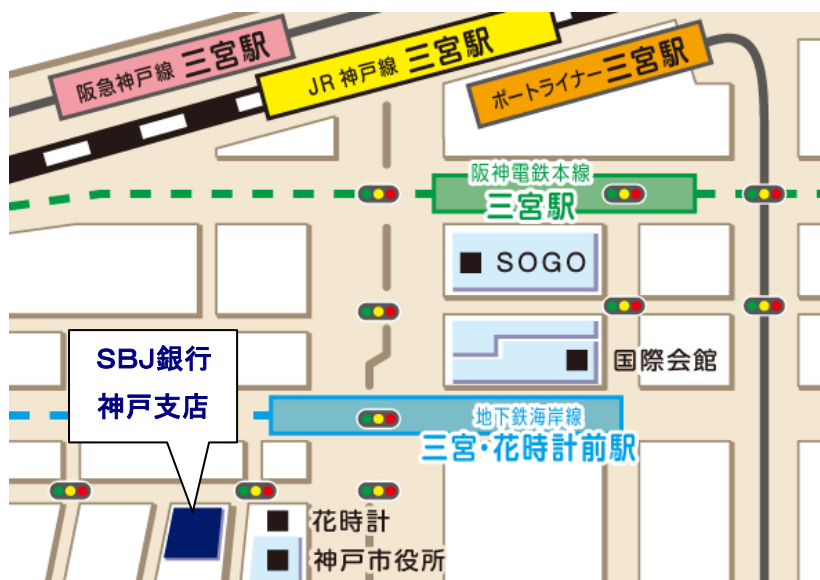 阪急神戸線 三宮駅
JR 神戸線 三宮駅
ポートライナー 三宮駅
阪神電鉄本線
三宮駅
SOGO
国際会館
SBJ銀行
神戸支店
地下鉄海岸線
三宮・花時計前駅
花時計
神戸市役所